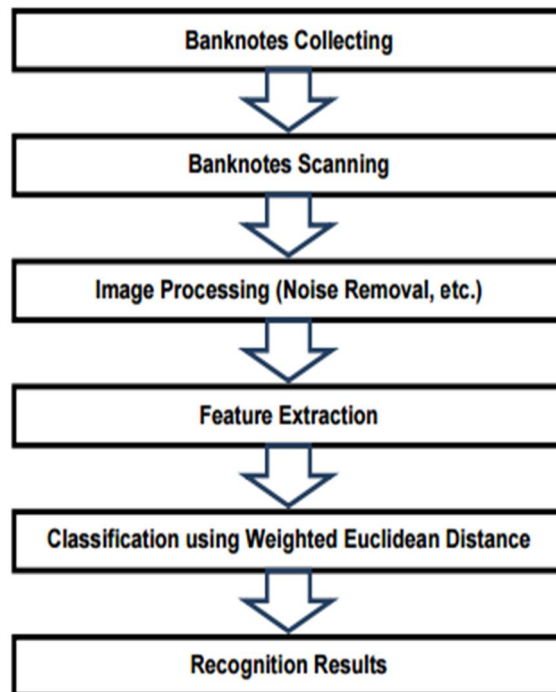 Banknotes Collecting
Banknotes Scanning
Image Processing (Noise Removal, etc.)
Feature Extraction
Classification using Weighted Euclidean Distance
Recognition Results